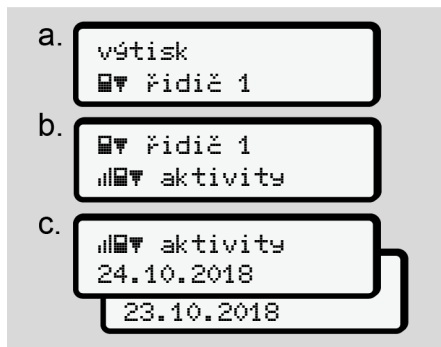 a.
výtisk
řidič 1
b.
řidič 1
aktivity
c.
aktivity
24.10.2018
23.10.2018